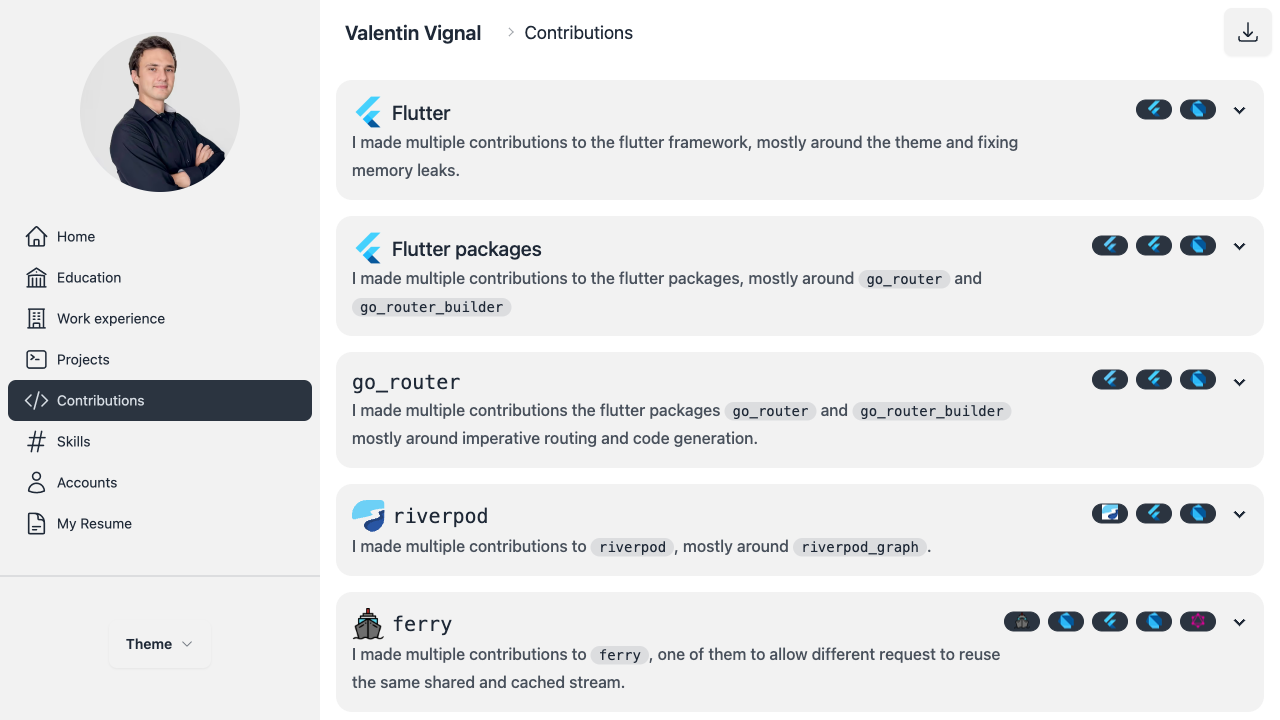 Valentin Vignal
Contributions
Home
Education
Work experience
Projects
Contributions
Skills
Accounts
My Resume
Theme
Flutter
I made multiple contributions to the flutter framework, mostly around the theme and fixing
memory leaks.
Flutter packages
I made multiple contributions to the flutter packages, mostly around go_router and
go_router_builder
go_router
I made multiple contributions the flutter packages go_router and go_router_builder
mostly around imperative routing and code generation.
riverpod
I made multiple contributions to riverpod, mostly around riverpod_graph.
ferry
I made multiple contributions to ferry, one of them to allow different request to reuse
the same shared and cached stream.